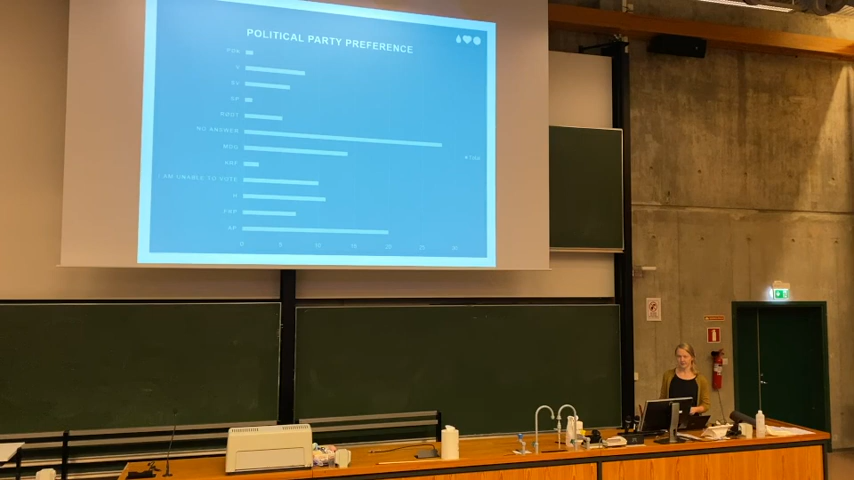 POLITICAL PARTY PREFERENCE
V
SV
SP
RØDT
NO ANSWER
MDG
KRF
I AM UNABLE TO VOTE
H
FRP
AP
0 5 10 15 20 25 30